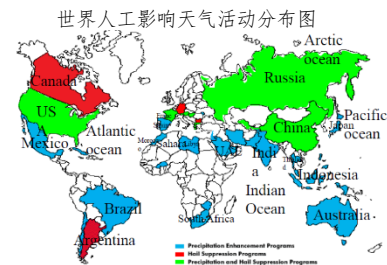 世界人工影响天气活动分布图
Arctic
ocean
Canada
Russia
US
A
Mexico
Atlantic
ocean
China
Japan
Pacific
ocean
Sahara
UAE
Indi
a
Indonesia
Indian
Ocean
Brazil
South Africa
Australia
Argentina
Precipitation Enhancement Programs
Hail Suppression Programs
Precipitation and Hail Suppression Programs